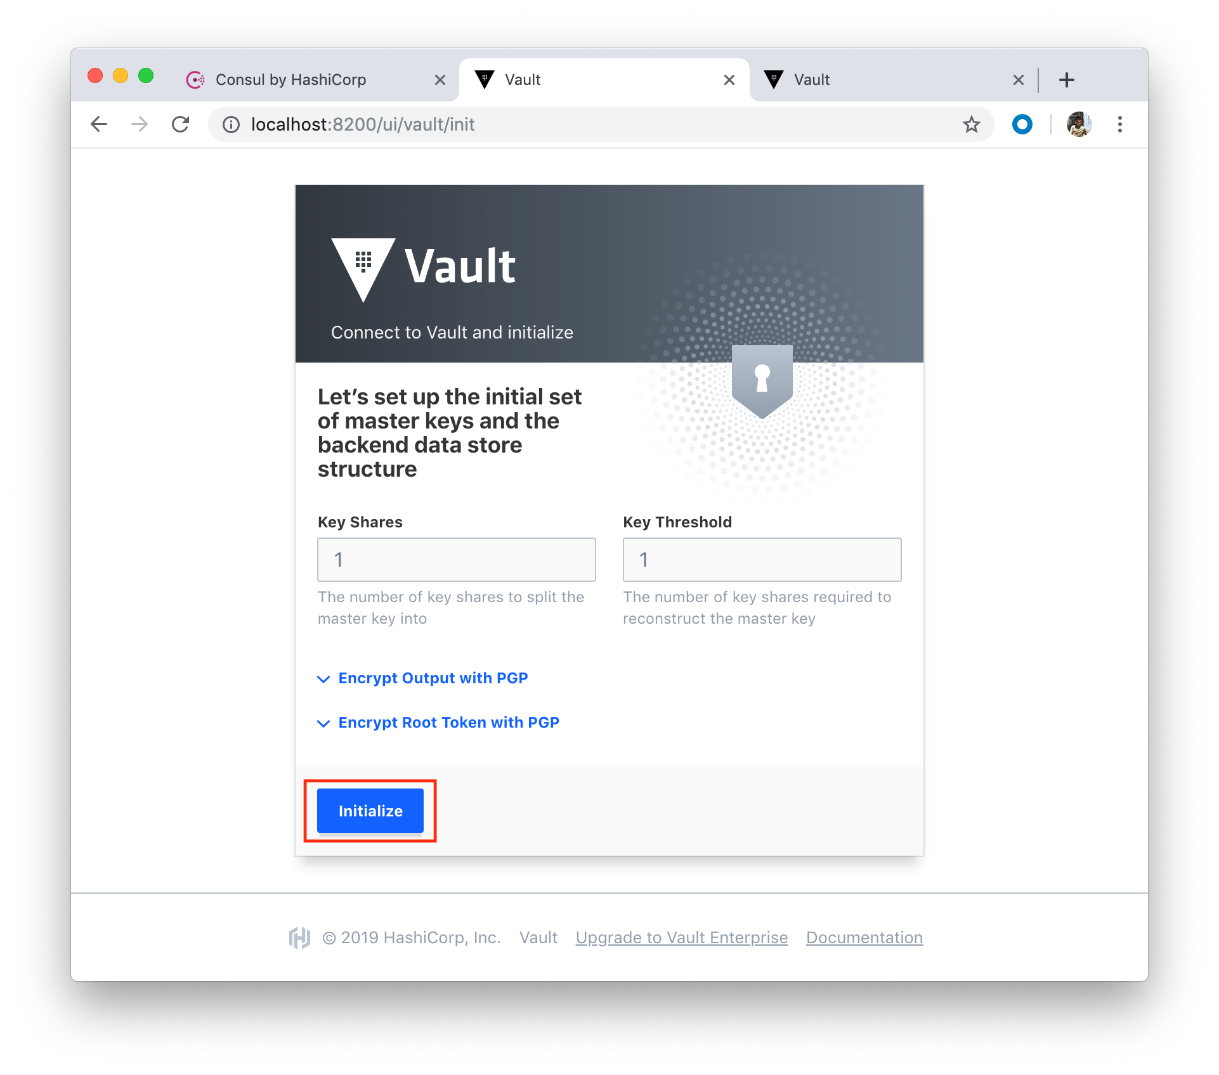 Consul by HashiCorp
Vault
Vault
localhost:8200/ui/vault/init
Vault
Connect to Vault and initialize
Let’s set up the initial set
of master keys and the
backend data store
structure
Key Shares
Key Threshold
1
1
The number of key shares to split the
master key into
The number of key shares required to
reconstruct the master key
Encrypt Output with PGP
Encrypt Root Token with PGP
Initialize
© 2019 HashiCorp, Inc. Vault Upgrade to Vault Enterprise Documentation